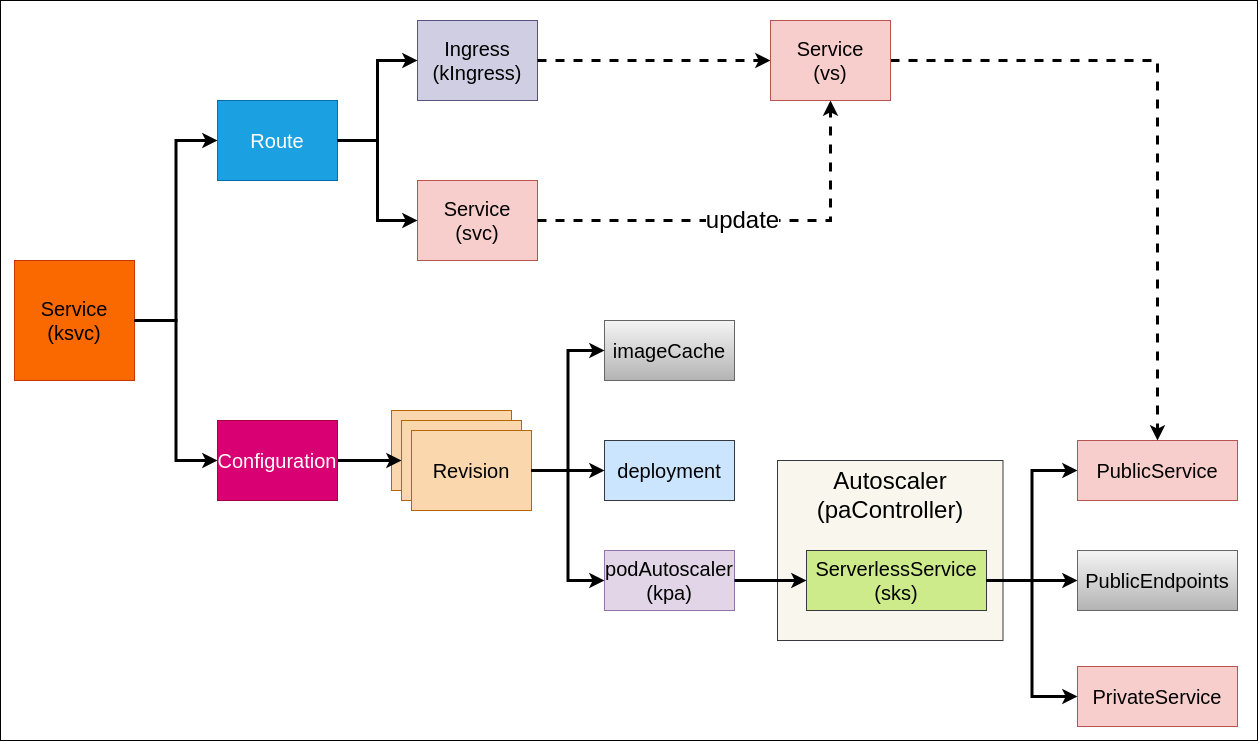 Ingress
(kIngress)
Service
(vs)
Route
Service
(svc)
update
Service
(ksvc)
imageCache
Configuration
Revision
deployment
Autoscaler
(paController)
PublicService
podAutoscaler
(kpa)
ServerlessService
(sks)
PublicEndpoints
PrivateService